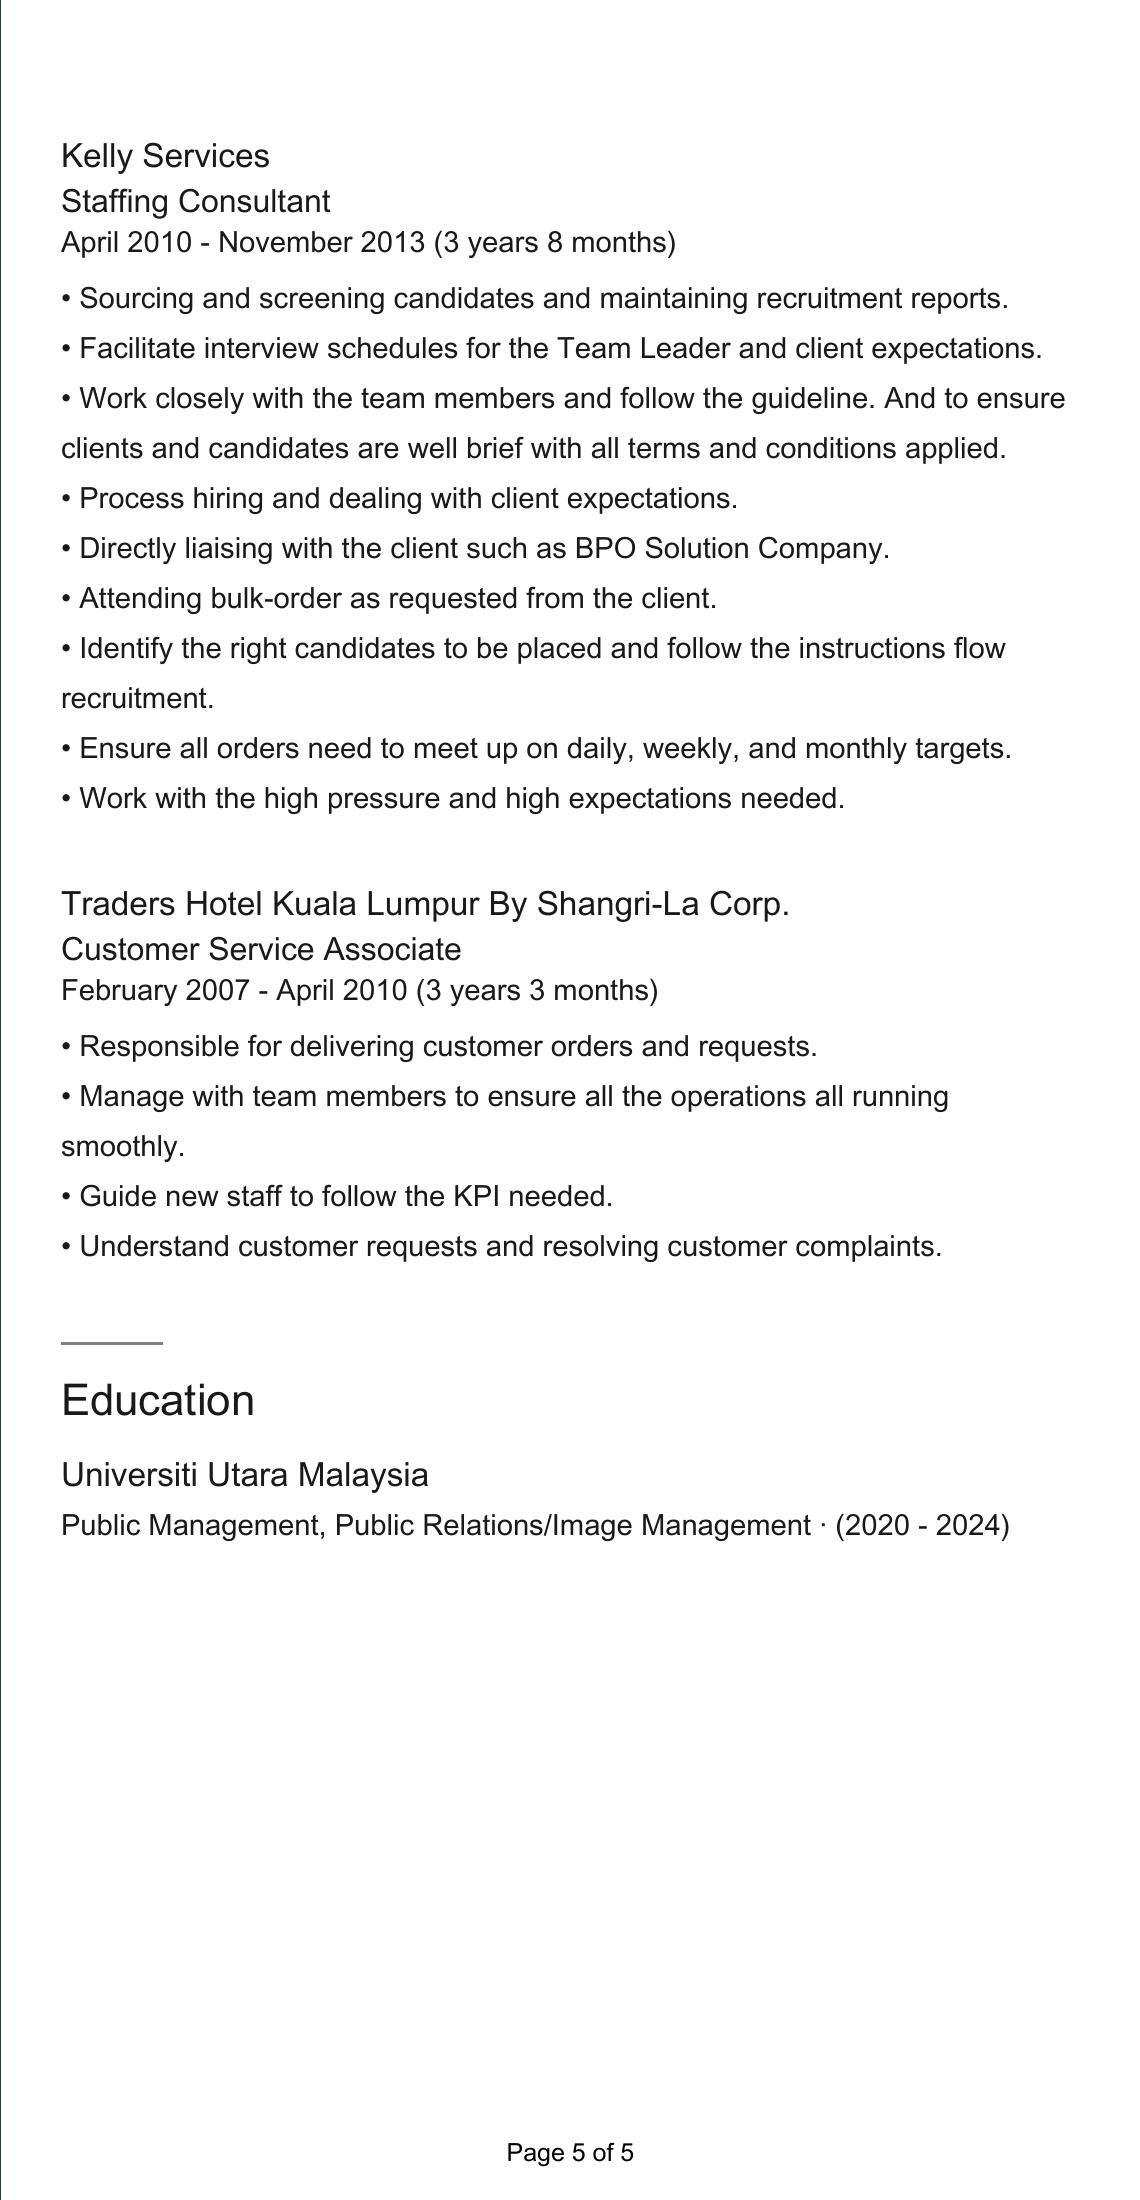 Kelly Services
Staffing Consultant
April 2010 - November 2013 (3 years 8 months)
• Sourcing and screening candidates and maintaining recruitment reports.
• Facilitate interview schedules for the Team Leader and client expectations.
• Work closely with the team members and follow the guideline. And to ensure
clients and candidates are well brief with all terms and conditions applied.
• Process hiring and dealing with client expectations.
• Directly liaising with the client such as BPO Solution Company.
• Attending bulk-order as requested from the client.
• Identify the right candidates to be placed and follow the instructions flow
recruitment.
• Ensure all orders need to meet up on daily, weekly, and monthly targets.
• Work with the high pressure and high expectations needed.
Traders Hotel Kuala Lumpur By Shangri-La Corp.
Customer Service Associate
February 2007 - April 2010 (3 years 3 months)
• Responsible for delivering customer orders and requests.
• Manage with team members to ensure all the operations all running
smoothly.
• Guide new staff to follow the KPI needed.
• Understand customer requests and resolving customer complaints.
Education
Universiti Utara Malaysia
Public Management, Public Relations/Image Management · (2020 - 2024)
Page 5 of 5